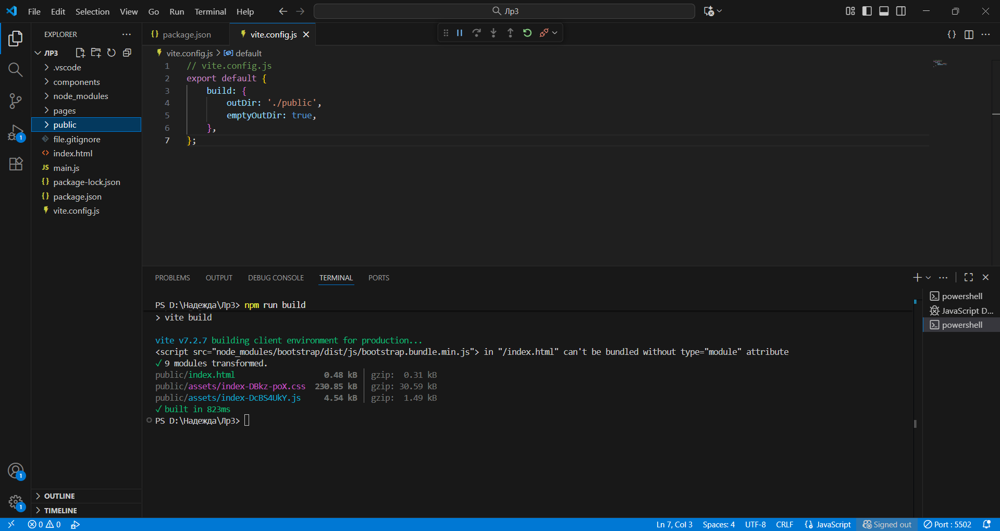 File Edit Selection View Go Run Terminal Help
Лр3
EXPLORER
ЛР3
.vscode
components
node_modules
pages
public
file.gitignore
index.html
main.js
package-lock.json
package.json
vite.config.js
OUTLINE
TIMELINE
package.json
vite.config.js
vite.config.js > default
1 // vite.config.js
2 export default {
3 build: {
4 outDir: './public',
5 emptyOutDir: true,
6 },
7 };
PROBLEMS OUTPUT DEBUG CONSOLE TERMINAL PORTS
PS D:\Надежда\Лр3> npm run build
> vite build
vite v7.2.7 building client environment for production...
<script src="node_modules/bootstrap/dist/js/bootstrap.bundle.min.js"> in "/index.html" can't be bundled without type="module" attribute
✓ 9 modules transformed.
public/index.html 0.48 kB │ gzip: 0.31 kB
public/assets/index-DBkz-poX.css 230.85 kB │ gzip: 30.59 kB
public/assets/index-DcBS4UkY.js 4.54 kB │ gzip: 1.49 kB
✓ built in 823ms
PS D:\Надежда\Лр3>
powershell
JavaScript D...
powershell
1
1
1
0 0
Ln 7, Col 3 Spaces: 4 UTF-8 CRLF JavaScript Signed out Port : 5502